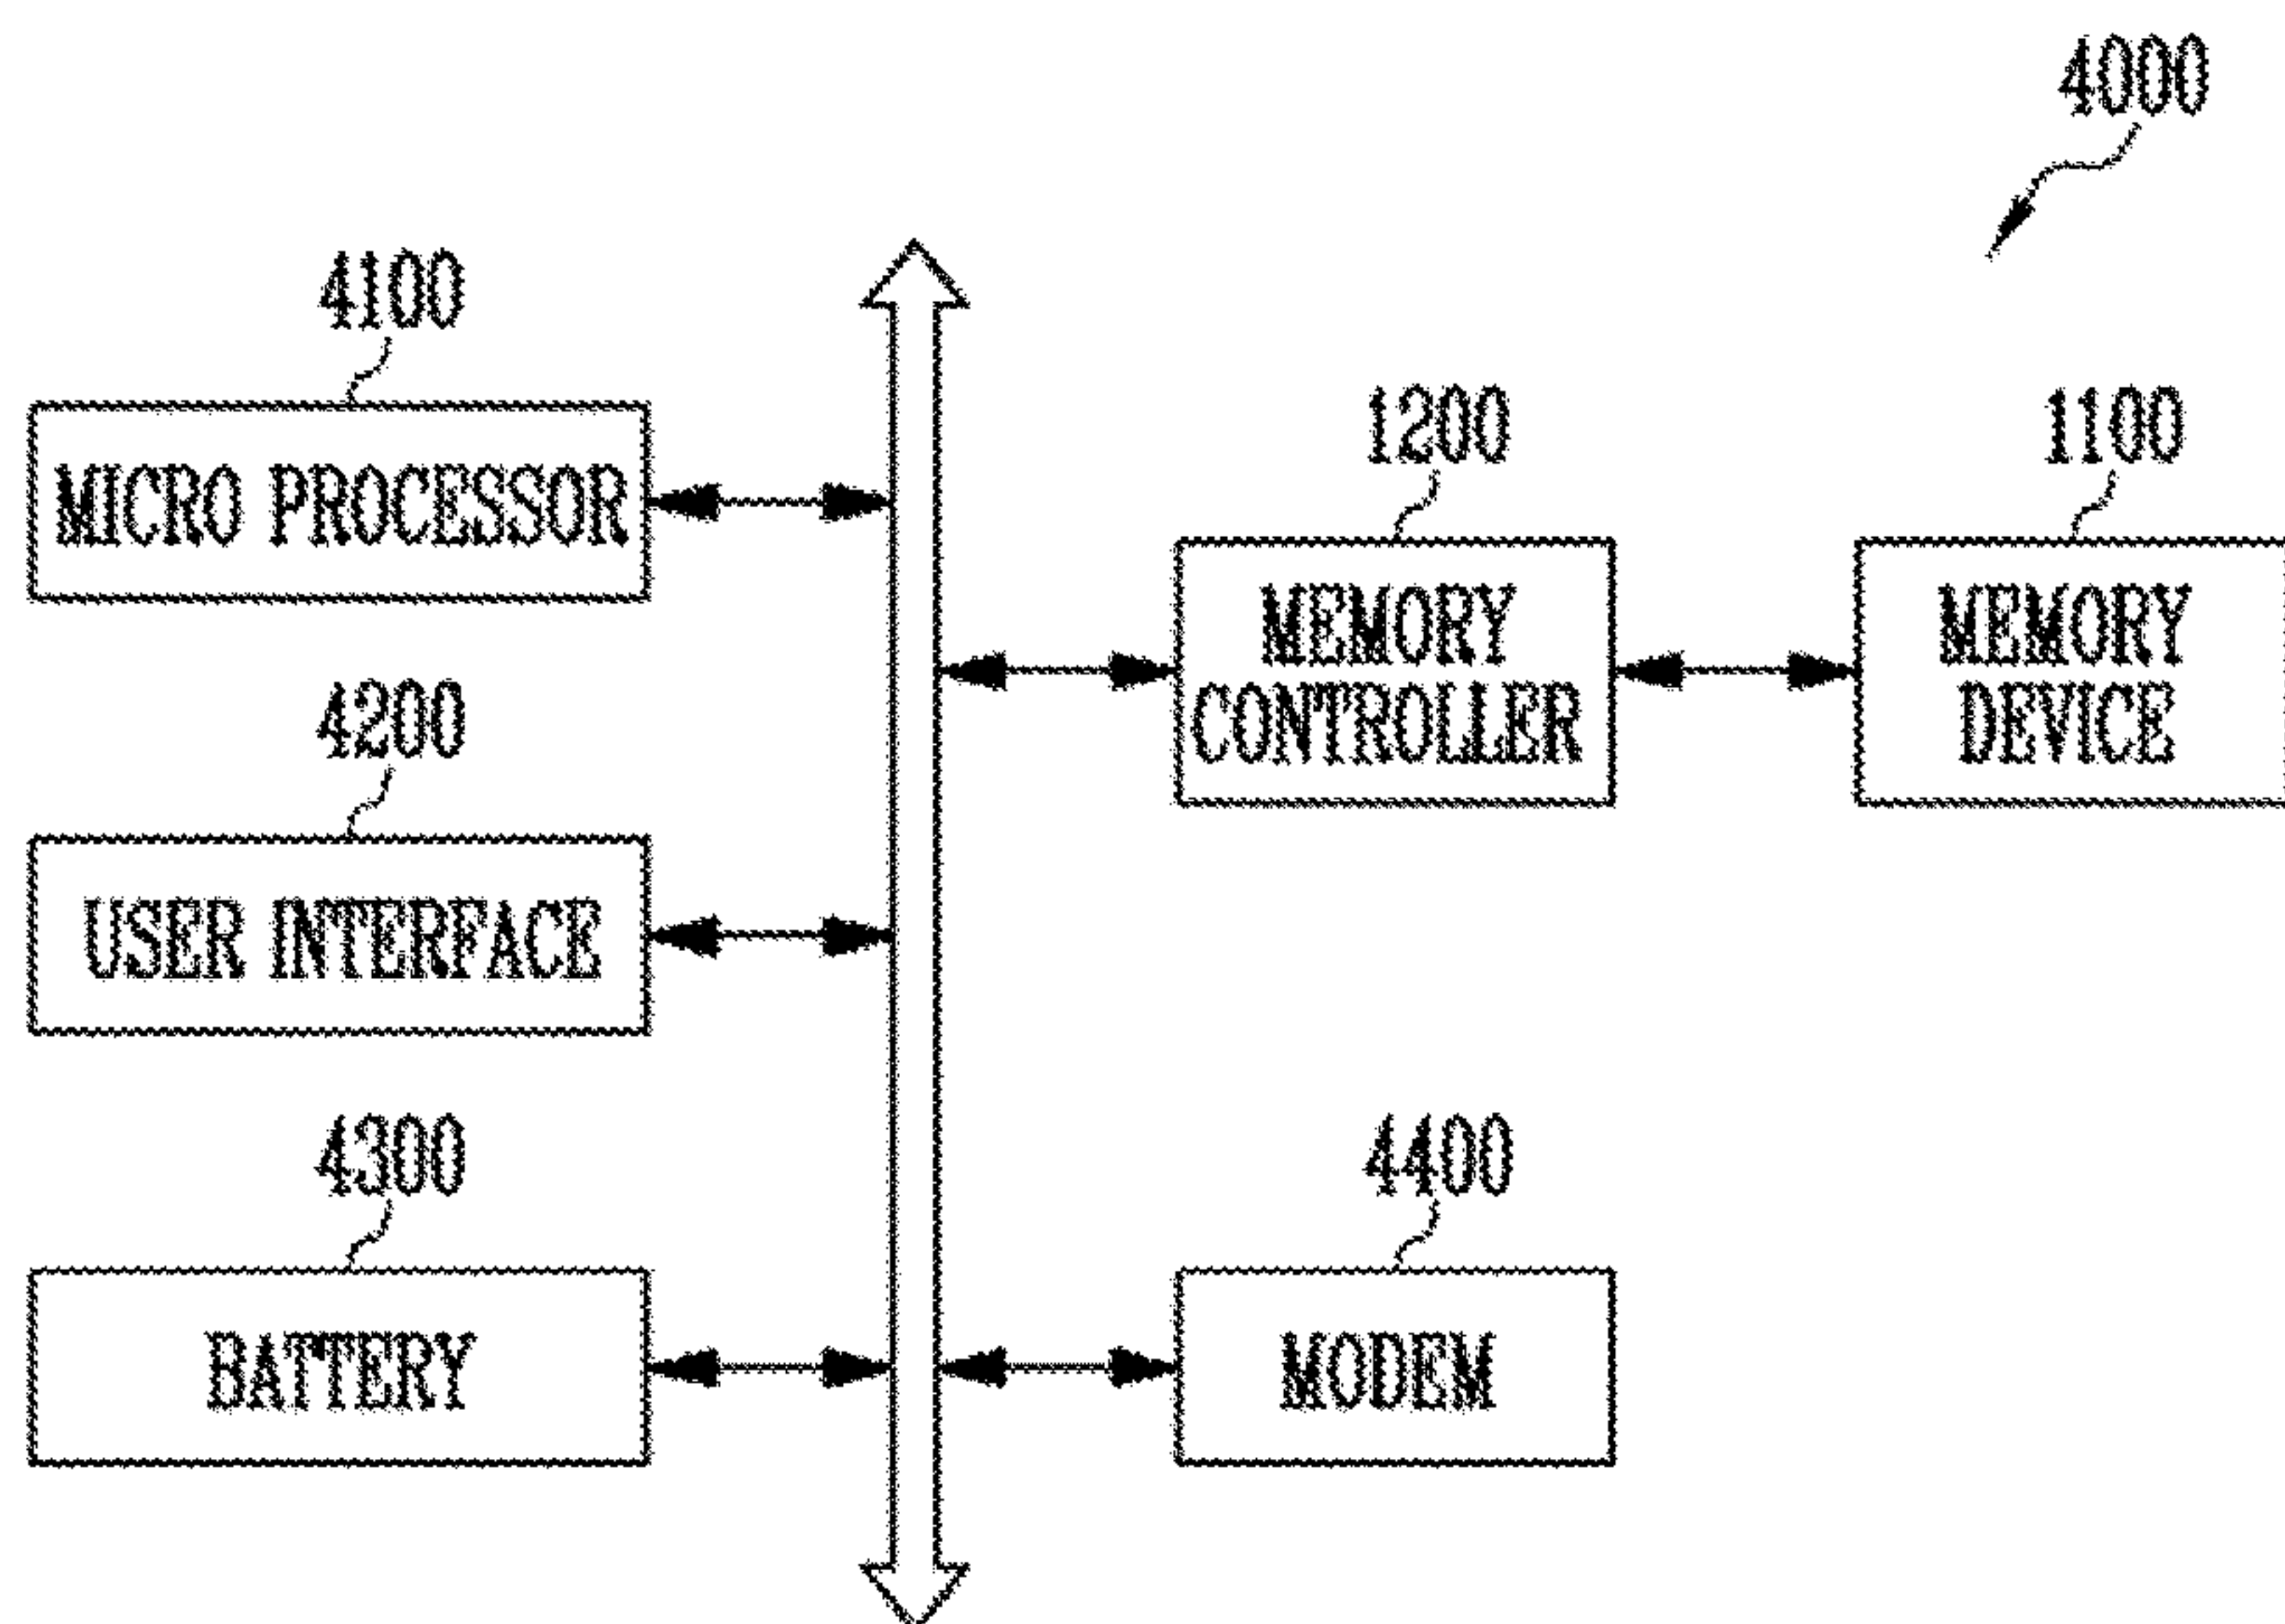 4000
4100
MICRO PROCESSOR
1200
MEMORY
CONTROLLER
1100
MEMORY
DEVICE
4200
USER INTERFACE
4300
BATTERY
4400
MODEM